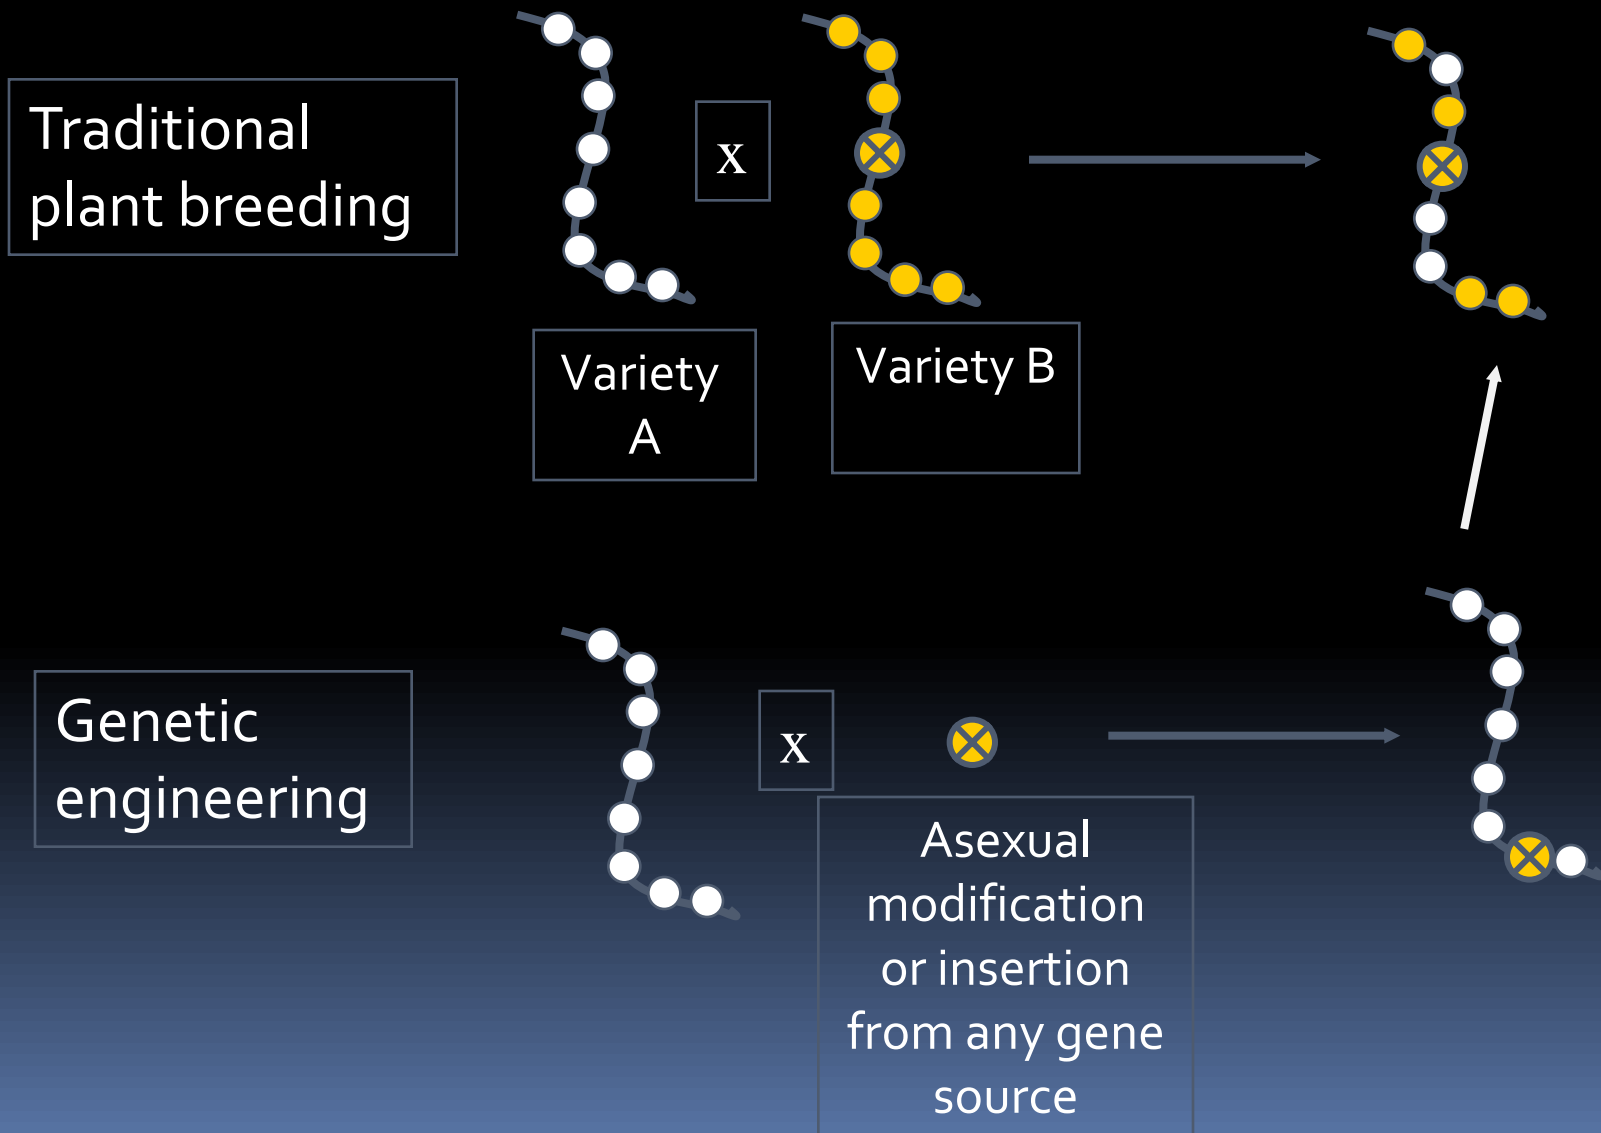 Traditional
plant breeding
x
Variety
A
Variety B
Genetic
engineering
x
Asexual
modification
or insertion
from any gene
source